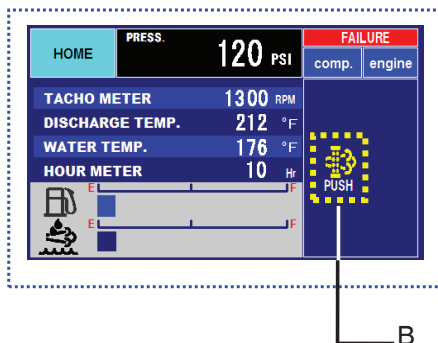 HOME
PRESS.
120 PSI
FAILURE
comp. engine
TACHO METER 1300 RPM
DISCHARGE TEMP. 212 °F
WATER TEMP. 176 °F
HOUR METER 10 Hr
E F
E F
PUSH
B